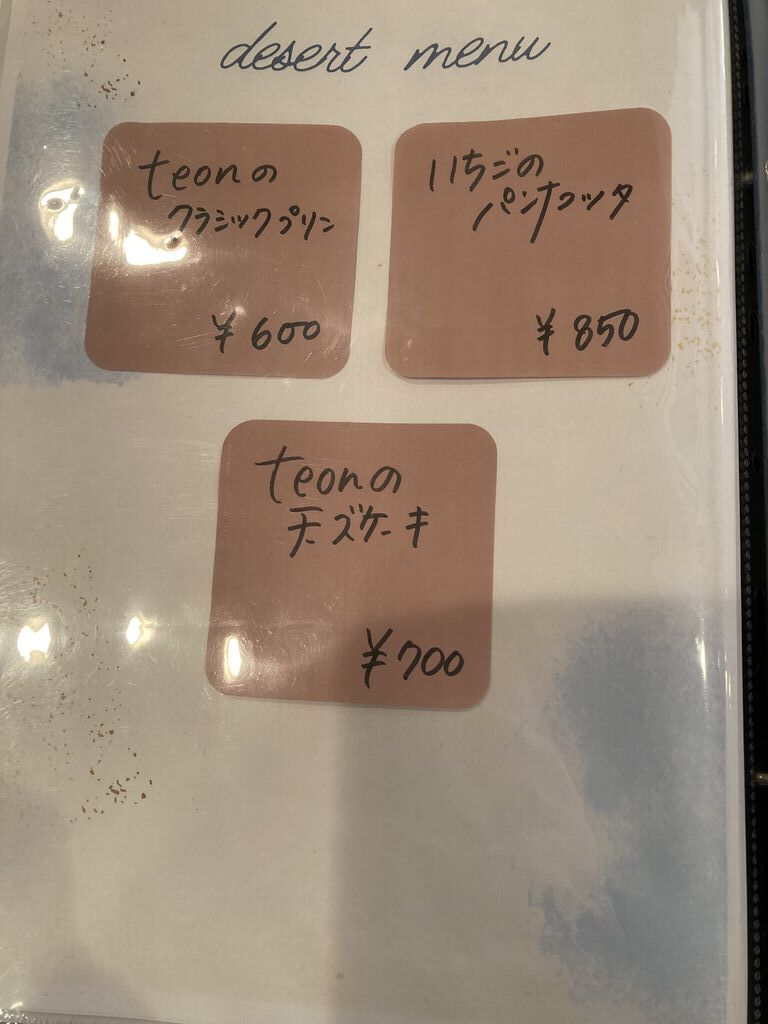 desert menu
teonの
クラシックプリン
¥600
いちごの
パンナコッタ
¥850
teonの
チーズケーキ
¥700